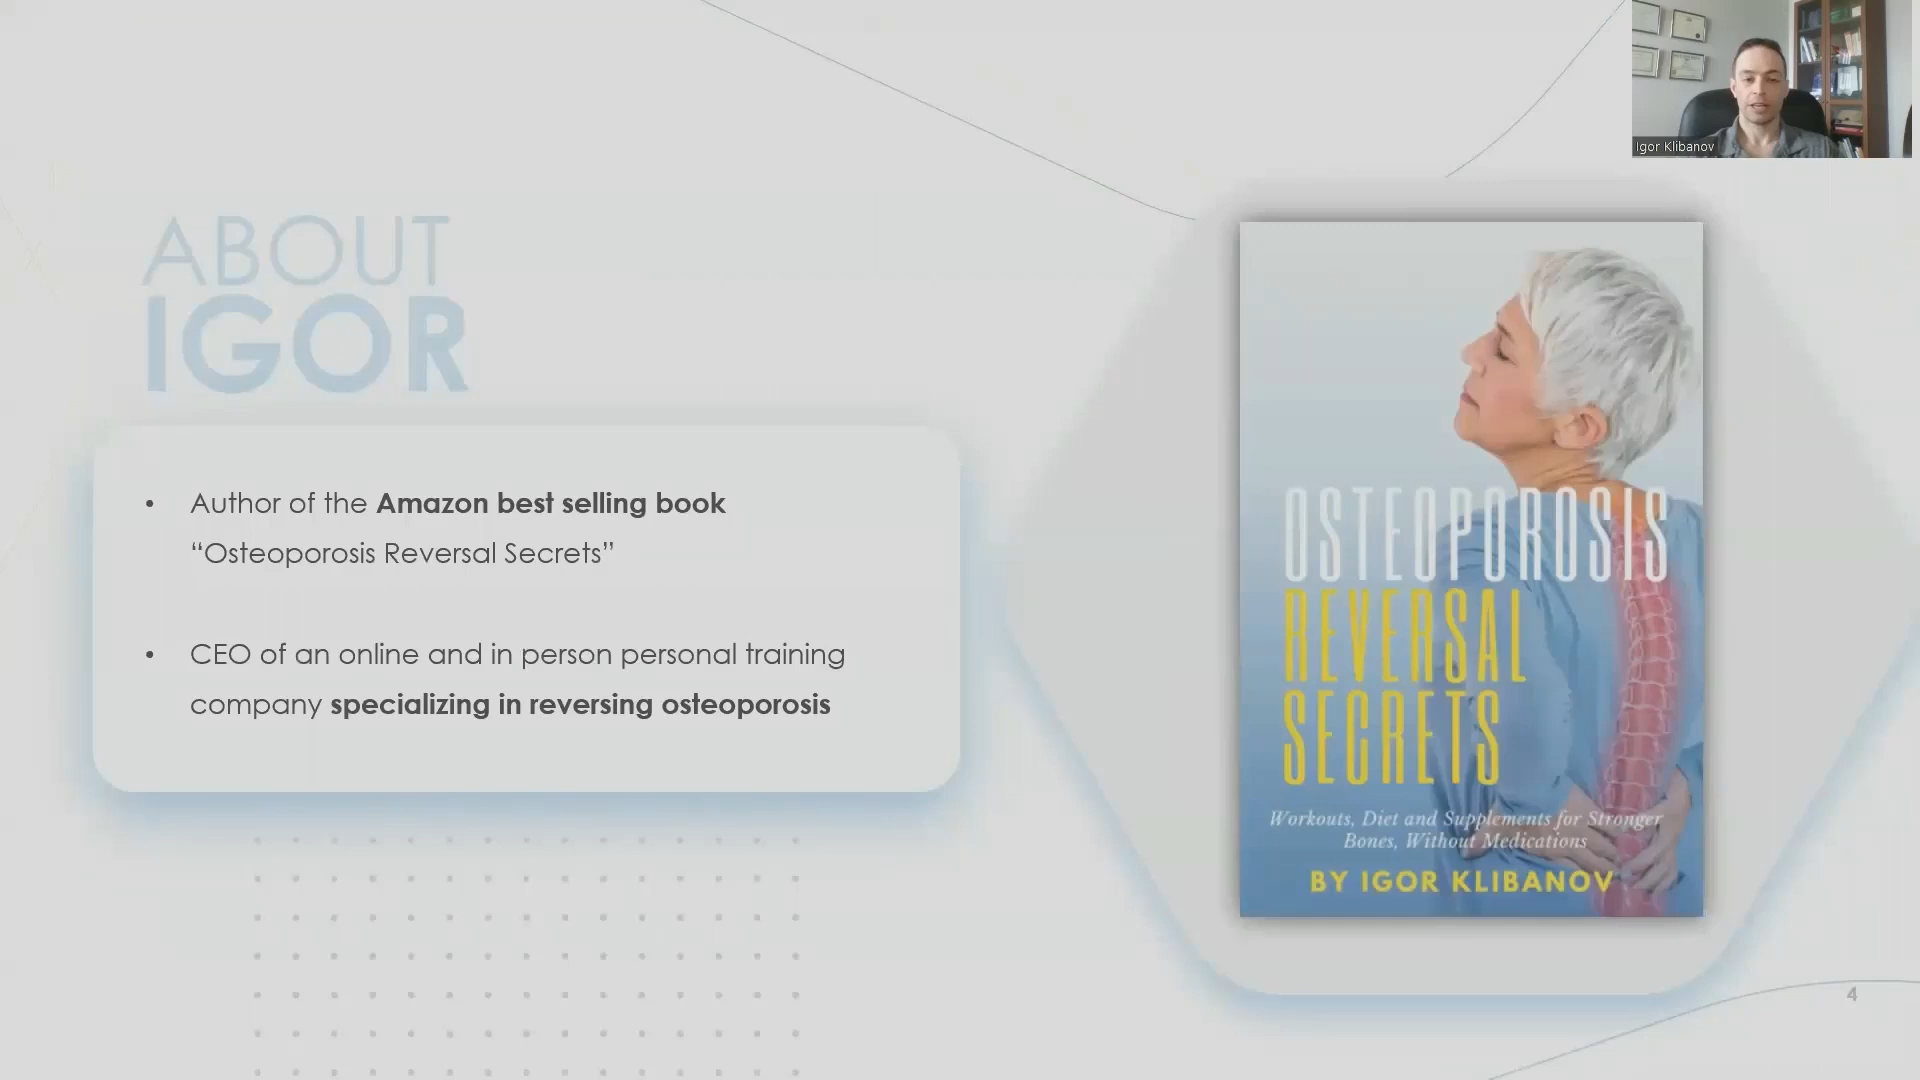 Igor Klibanov
ABOUT
IGOR
• Author of the Amazon best selling book
“Osteoporosis Reversal Secrets”
• CEO of an online and in person personal training
company specializing in reversing osteoporosis
OSTEOPOROSIS
REVERSAL
SECRETS
Workouts, Diet and Supplements for Stronger
Bones, Without Medications
BY IGOR KLIBANOV
4